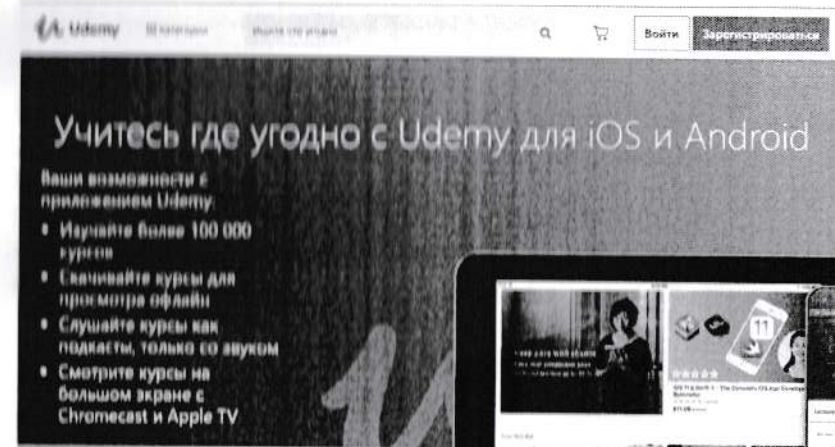 Udemy
Войти
Зарегистрироваться
Учитесь где угодно с Udemy для iOS и Android
Ваши возможности с
приложением Udemy:
Изучайте более 100 000
курсов
Скачивайте курсы для
просмотра офлайн
Слушайте курсы как
подкасты, только со звуком
Смотрите курсы на
большом экране с
Chromecast и Apple TV
11